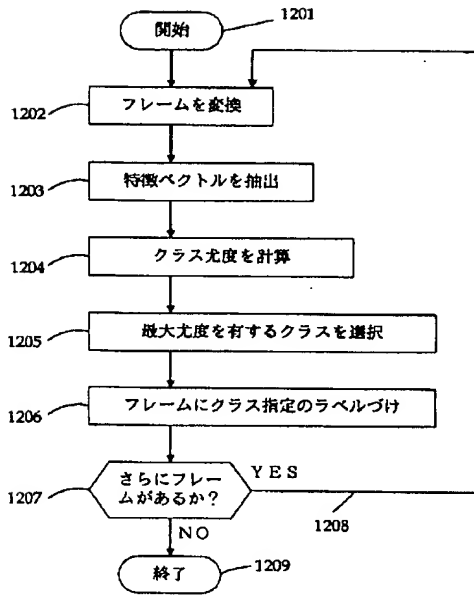 開始
1201
フレームを変換
1202
特徴ベクトルを抽出
1203
クラス尤度を計算
1204
最大尤度を有するクラスを選択
1205
フレームにクラス指定のラベルづけ
1206
さらにフレー
ムがあるか？
1207
YES
1208
NO
終了
1209